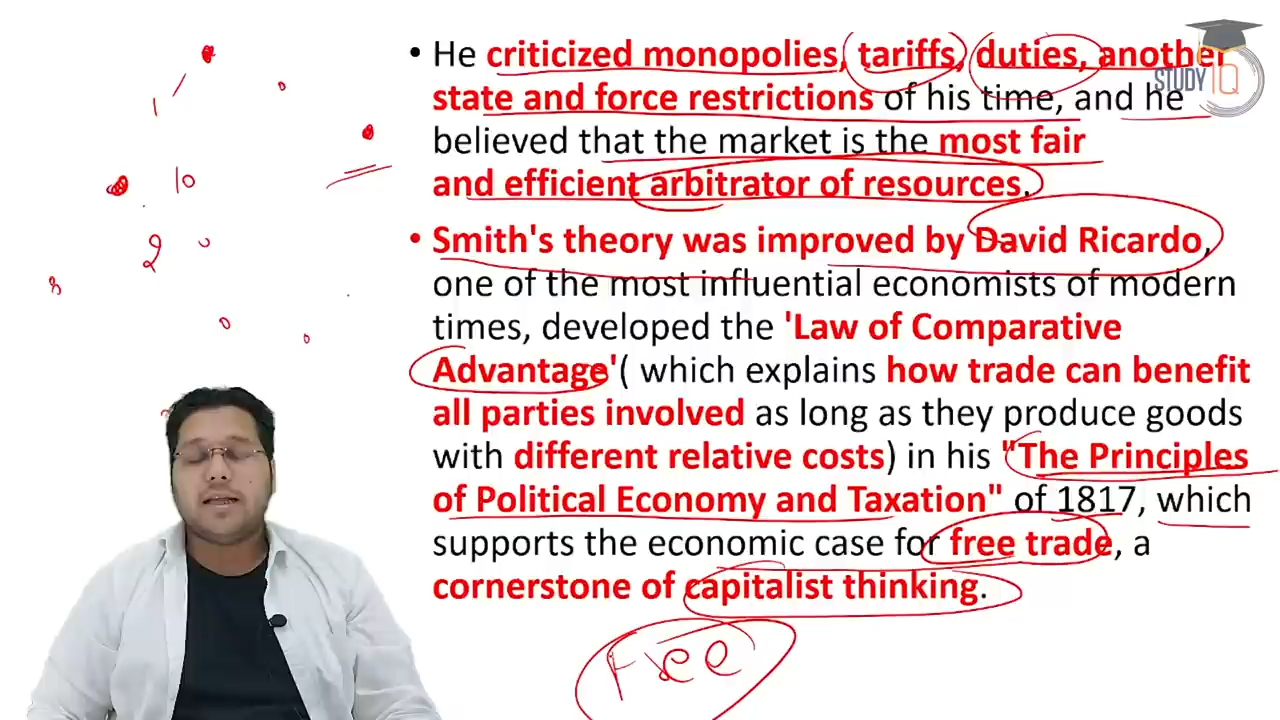 STUDY IQ
• He criticized monopolies, tariffs, duties, another
state and force restrictions of his time, and he
believed that the market is the most fair
and efficient arbitrator of resources.
• Smith's theory was improved by David Ricardo,
one of the most influential economists of modern
times, developed the 'Law of Comparative
Advantage'( which explains how trade can benefit
all parties involved as long as they produce goods
with different relative costs) in his "The Principles
of Political Economy and Taxation" of 1817, which
supports the economic case for free trade, a
cornerstone of capitalist thinking.
Free
1
10
2